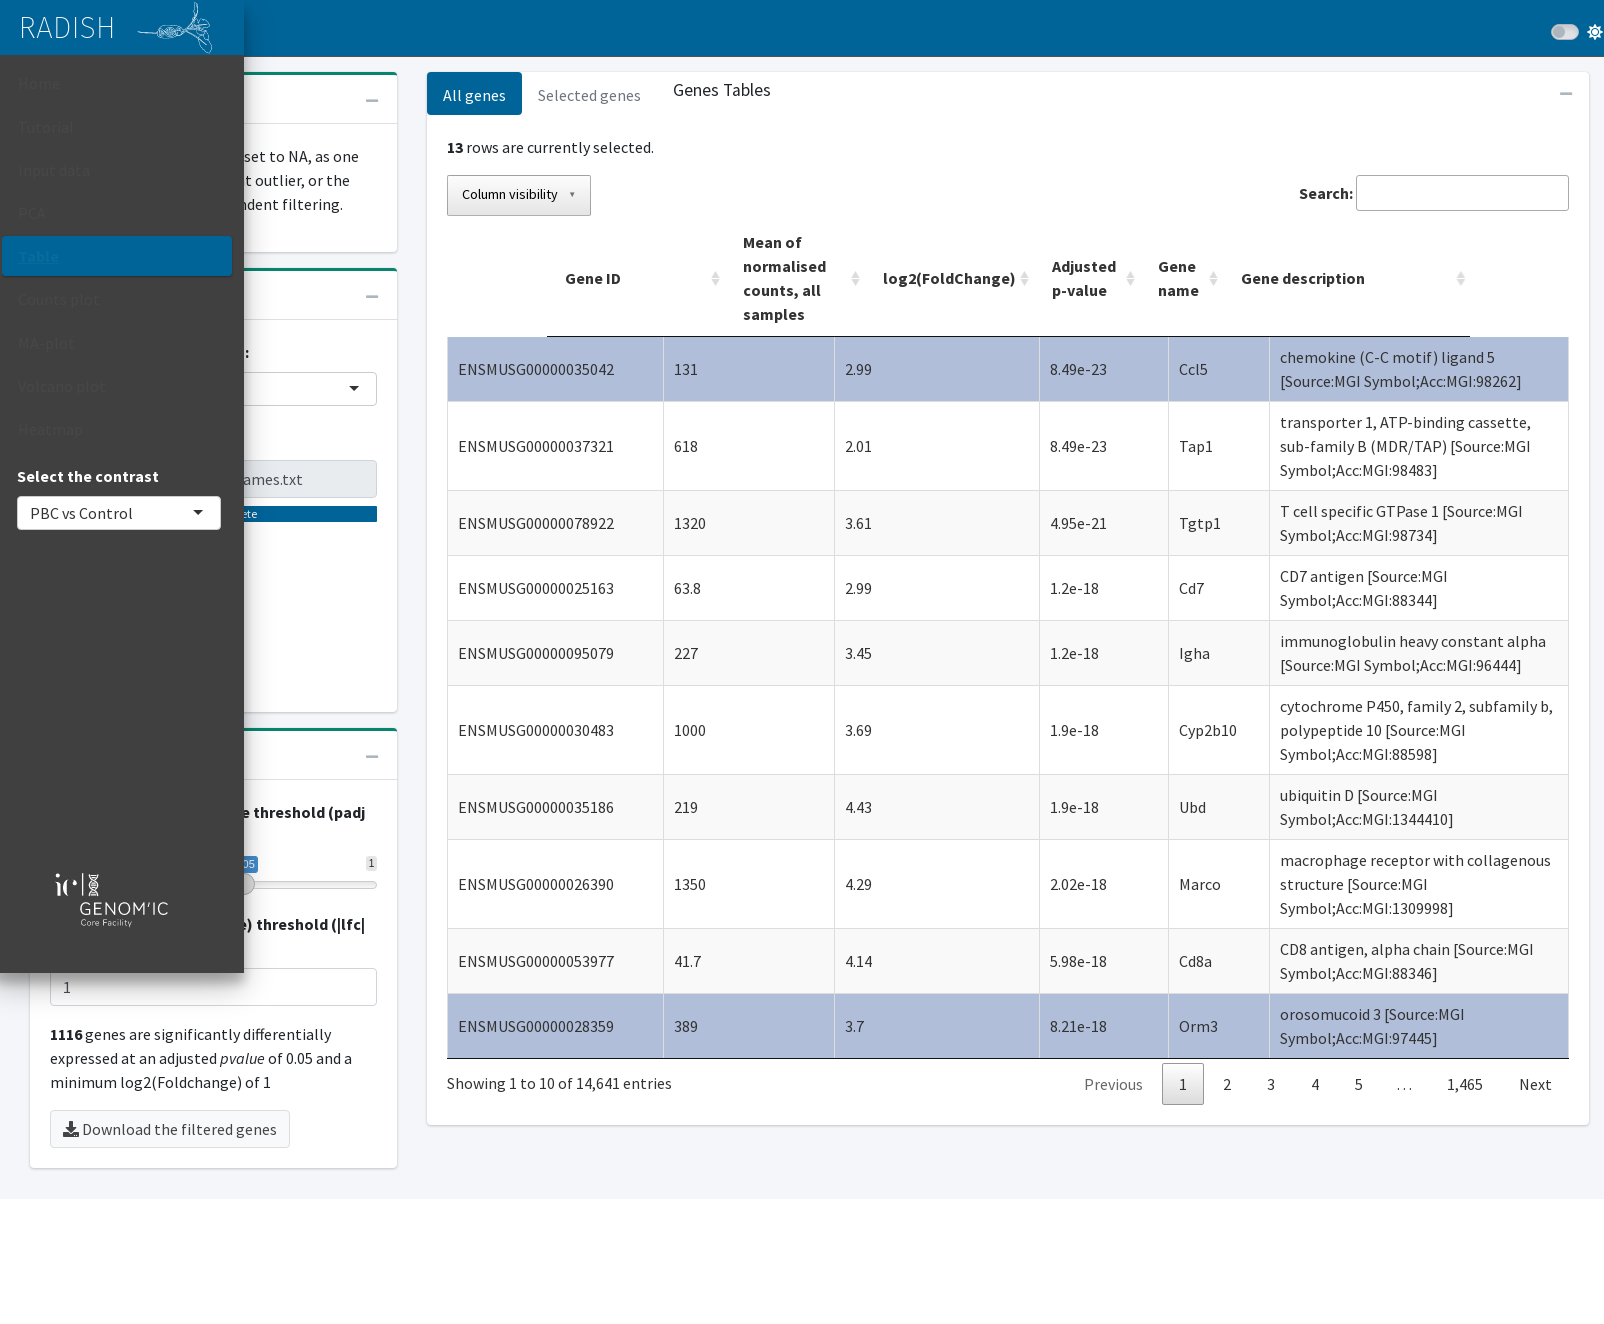 RADISH
Home
Tutorial
Input data
PCA
Table
Counts plot
MA-plot
Volcano plot
Heatmap
Select the contrast
PBC vs Control
ic
GENOM'IC
Core Facility
set to NA, as one
outlier, or the
filtering.
:
ames.txt
threshold (padj
05
1
threshold (|lfc|
1
1116 genes are significantly differentially
expressed at an adjusted pvalue of 0.05 and a
minimum log2(Foldchange) of 1
Download the filtered genes
All genes Selected genes Genes Tables
13 rows are currently selected.
Column visibility Search:
Gene ID Mean of normalised counts, all samples log2(FoldChange) Adjusted p-value Gene name Gene description
ENSMUSG00000035042 131 2.99 8.49e-23 Ccl5 chemokine (C-C motif) ligand 5
[Source:MGI Symbol;Acc:MGI:98262]
ENSMUSG00000037321 618 2.01 8.49e-23 Tap1 transporter 1, ATP-binding cassette,
sub-family B (MDR/TAP) [Source:MGI
Symbol;Acc:MGI:98483]
ENSMUSG00000078922 1320 3.61 4.95e-21 Tgtp1 T cell specific GTPase 1 [Source:MGI
Symbol;Acc:MGI:98734]
ENSMUSG00000025163 63.8 2.99 1.2e-18 Cd7 CD7 antigen [Source:MGI
Symbol;Acc:MGI:88344]
ENSMUSG00000095079 227 3.45 1.2e-18 Igha immunoglobulin heavy constant alpha
[Source:MGI Symbol;Acc:MGI:96444]
ENSMUSG00000030483 1000 3.69 1.9e-18 Cyp2b10 cytochrome P450, family 2, subfamily b,
polypeptide 10 [Source:MGI
Symbol;Acc:MGI:88598]
ENSMUSG00000035186 219 4.43 1.9e-18 Ubd ubiquitin D [Source:MGI
Symbol;Acc:MGI:1344410]
ENSMUSG00000026390 1350 4.29 2.02e-18 Marco macrophage receptor with collagenous
structure [Source:MGI
Symbol;Acc:MGI:1309998]
ENSMUSG00000053977 41.7 4.14 5.98e-18 Cd8a CD8 antigen, alpha chain [Source:MGI
Symbol;Acc:MGI:88346]
ENSMUSG00000028359 389 3.7 8.21e-18 Orm3 orosomucoid 3 [Source:MGI
Symbol;Acc:MGI:97445]
Showing 1 to 10 of 14,641 entries Previous 1 2 3 4 5 ... 1,465 Next